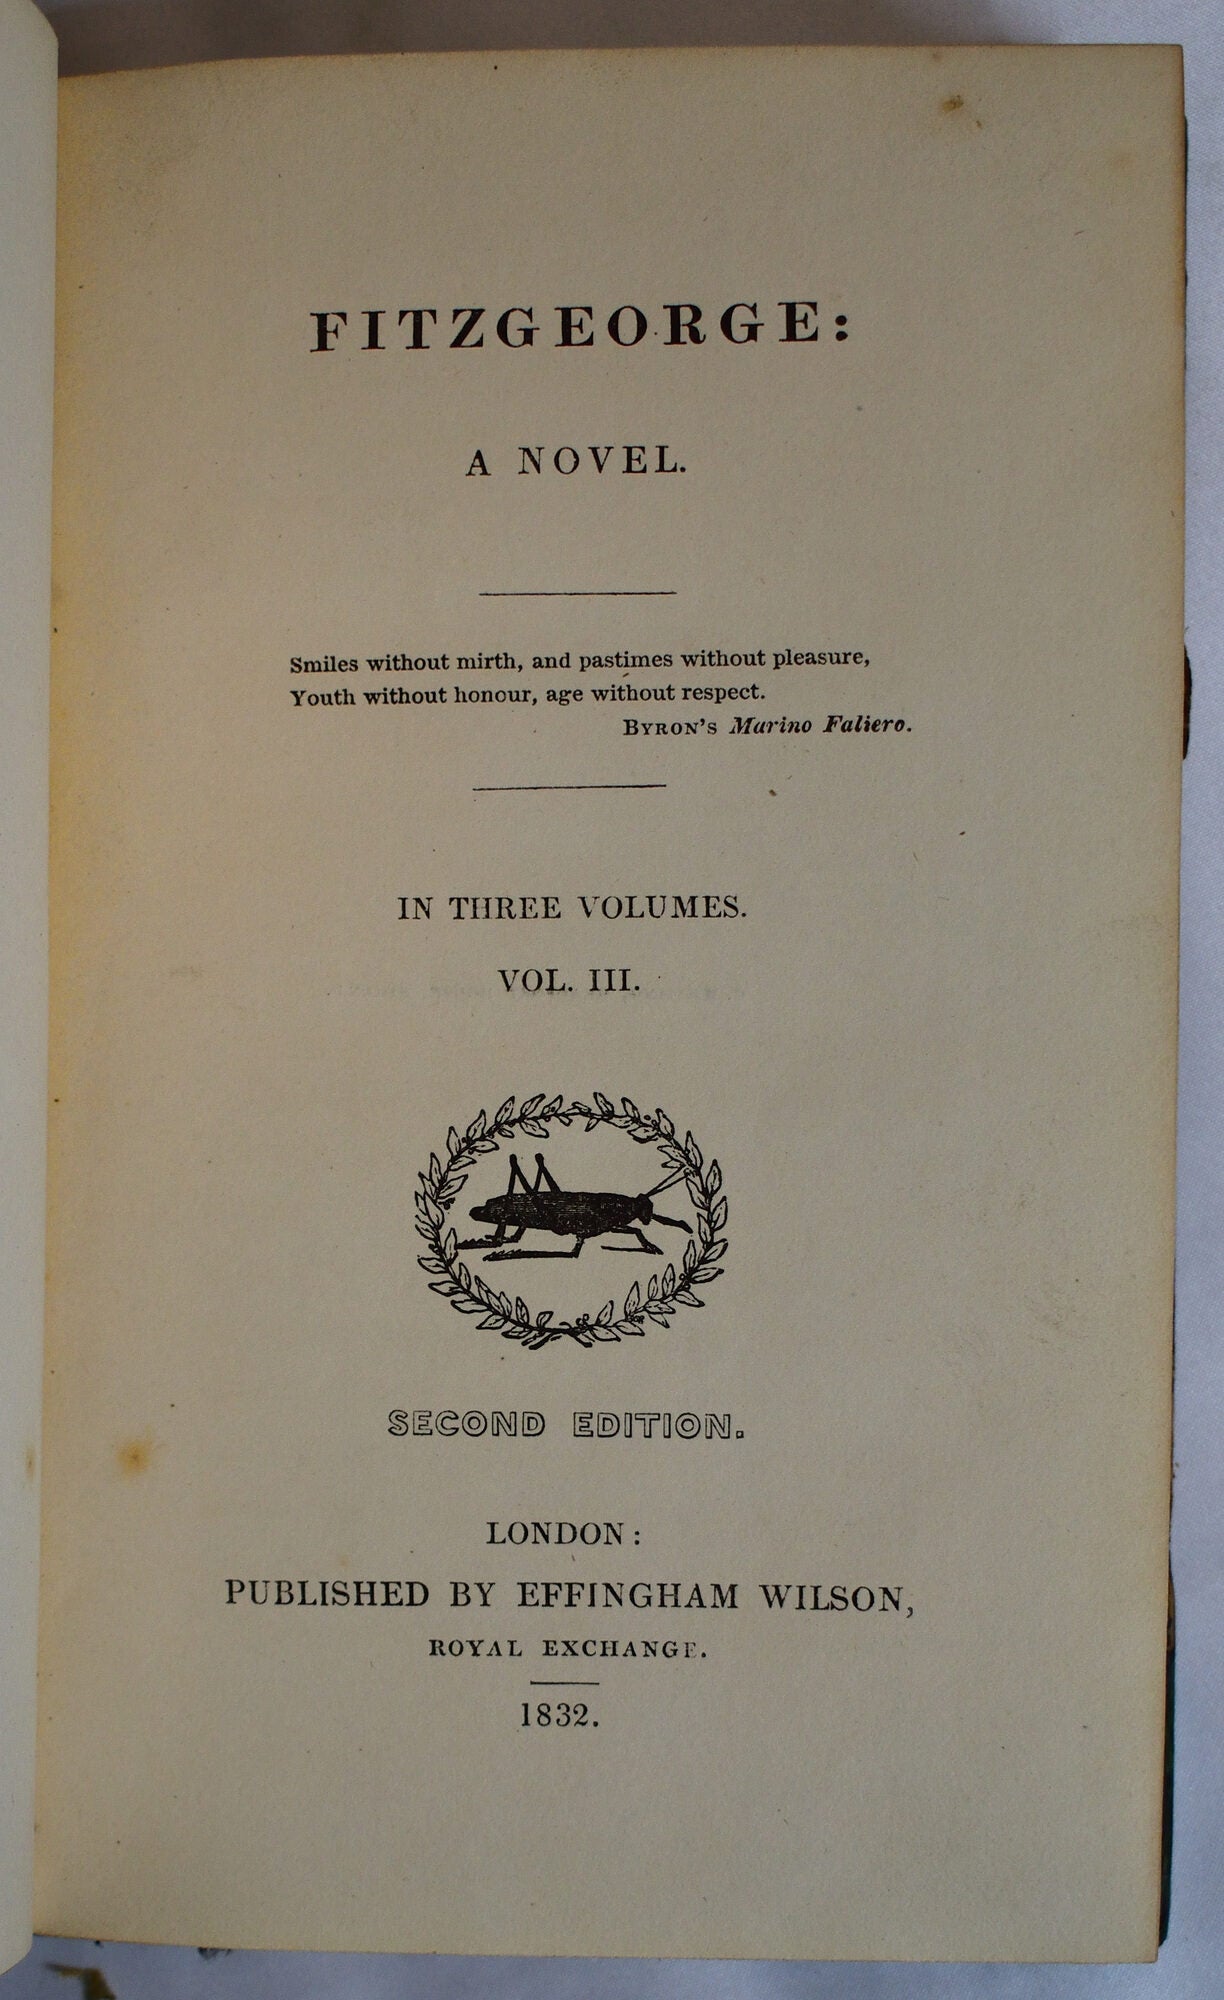 FITZGEORGE:
A NOVEL.
Smiles without mirth, and pastimes without pleasure,
Youth without honour, age without respect.
BYRON'S Marino Faliero.
IN THREE VOLUMES.
VOL. III.
SECOND EDITION.
LONDON:
PUBLISHED BY EFFINGHAM WILSON,
ROYAL EXCHANGE.
1832.